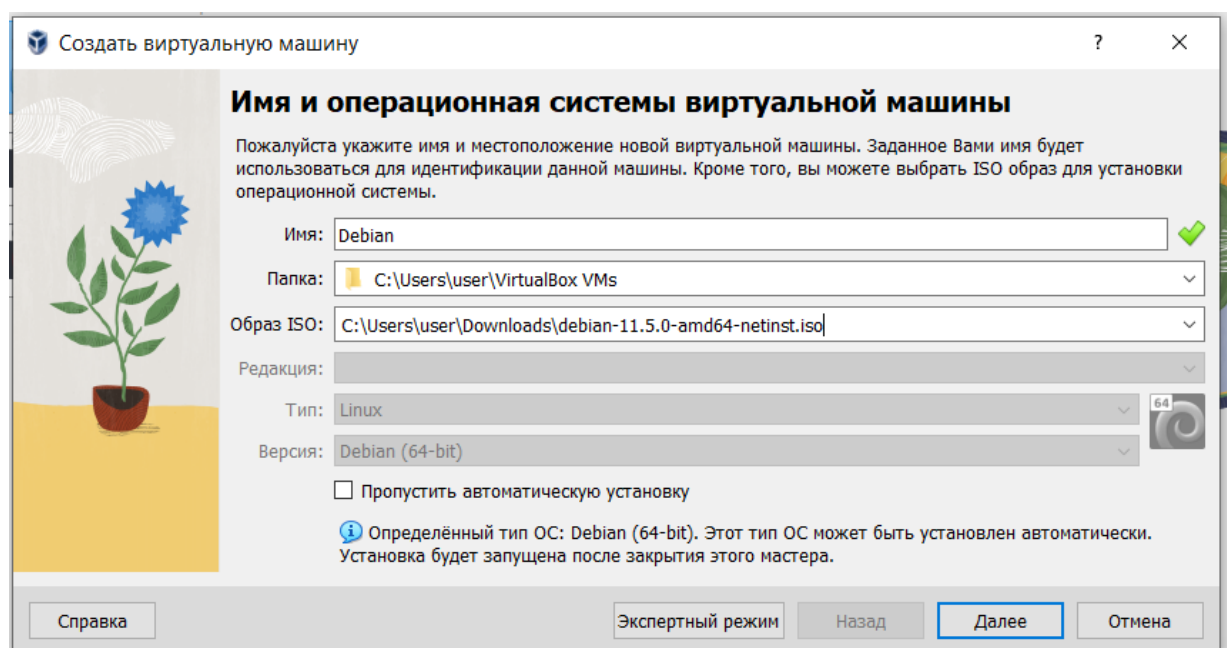 Создать виртуальную машину
?
Имя и операционная системы виртуальной машины
Пожалуйста укажите имя и местоположение новой виртуальной машины. Заданное Вами имя будет
использоваться для идентификации данной машины. Кроме того, вы можете выбрать ISO образ для установки
операционной системы.
Имя: Debian
Папка: C:\Users\user\VirtualBox VMs
Образ ISO: C:\Users\user\Downloads\debian-11.5.0-amd64-netinst.iso
Редакция:
Тип: Linux
64
Версия: Debian (64-bit)
Пропустить автоматическую установку
Определённый тип ОС: Debian (64-bit). Этот тип ОС может быть установлен автоматически.
Установка будет запущена после закрытия этого мастера.
Справка Экспертный режим Назад Далее Отмена